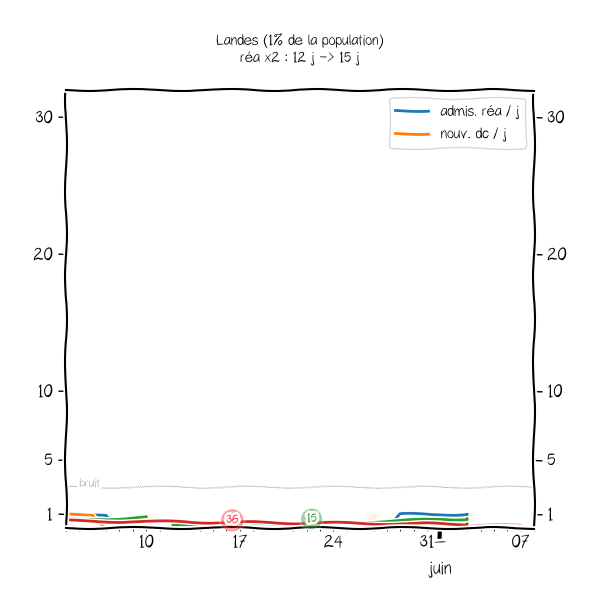 Landes (1% de la population)
réa x2 : 12 j -> 15 j
admis. réa / j
nouv. dc / j
30
30
20
20
10
10
5
5
bruit
1
1
36
15
10
17
24
31
07
juin